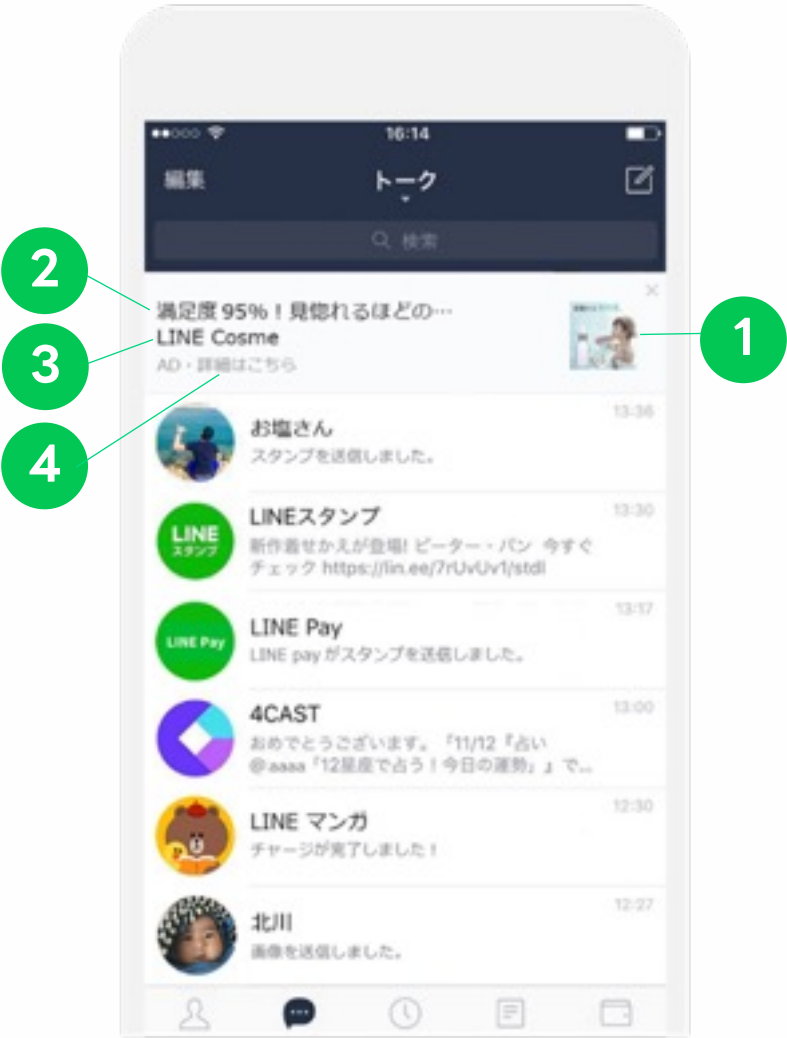 16:14
編集
トーク
検索
2
満足度 95%！見惚れるほどの…
1
3
LINE Cosme
AD・詳細はこちら
4
お塩さん
13:36
スタンプを送信しました。
LINE
スタンプ
LINEスタンプ
13:30
新作着せかえが登場! ピーター・パン 今すぐ
チェック https://lin.ee/7rUvUv1/stdl
LINE Pay
LINE Pay
13:17
LINE pay がスタンプを送信しました。
4CAST
13:00
おめでとうございます。「11/12『占い
@aaaa「12星座で占う！今日の運勢」』で...
LINE マンガ
12:30
チャージが完了しました！
北川
12:27
画像を送信しました。